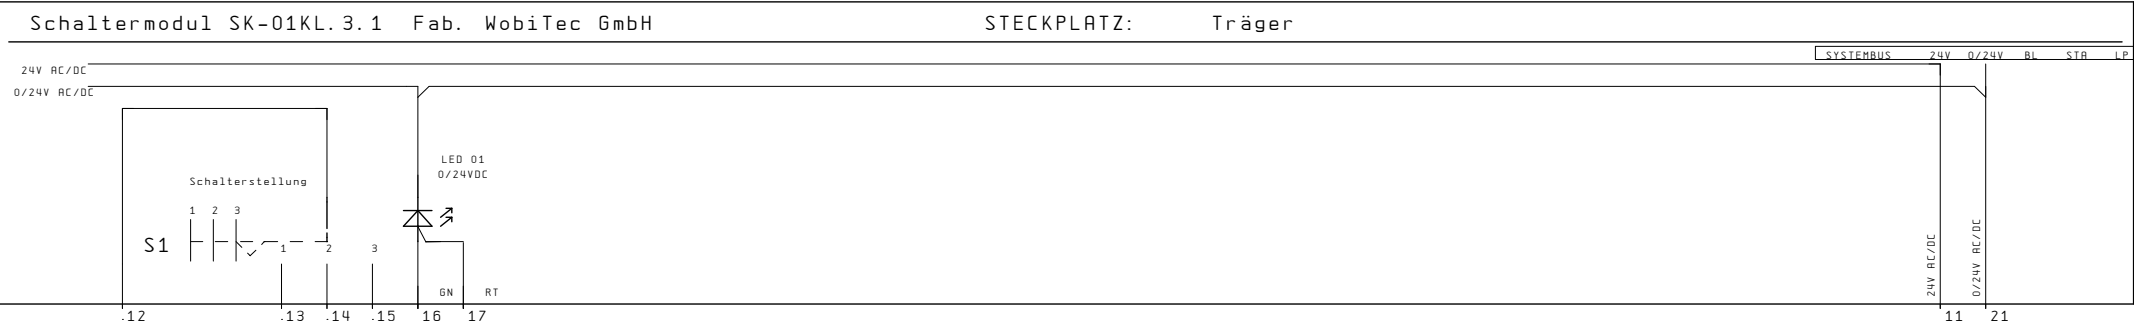 Schaltermodul SK-01KL.3.1 Fab. WobiTec GmbH STECKPLATZ: Träger
SYSTEMBUS 24V 0/24V BL STA LP
24V AC/DC
0/24V AC/DC
LED 01
0/24VDC
Schalterstellung
1 2 3
S1
1 2 3
24V AC/DC
0/24V AC/DC
GN RT
.12 .13 .14 .15 16 17 11 21